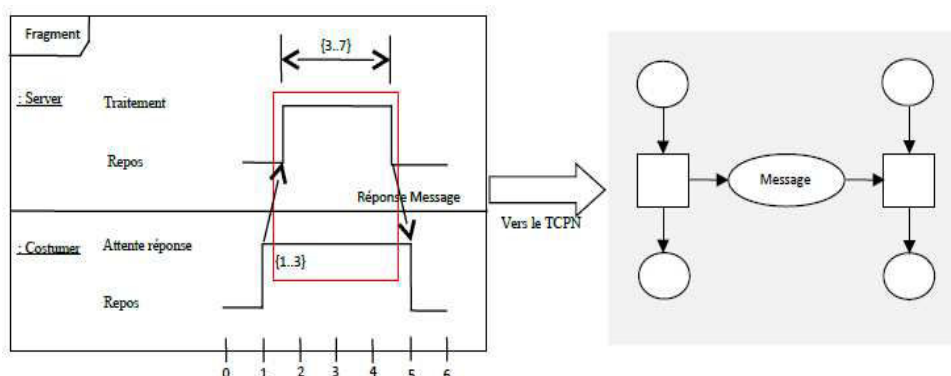 Fragment
{3..7}
: Server
Traitement
Repos
Réponse Message
: Costumer
Attente réponse
{1..3}
Repos
0 1 2 3 4 5 6
Vers le TCPN
Message